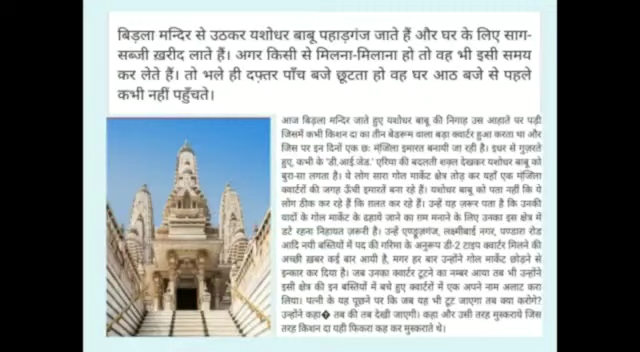 बिड़ला मन्दिर से उठकर यशोधर बाबू पहाड़गंज जाते हैं और घर के लिए साग-
सब्जी ख़रीद लाते हैं। अगर किसी से मिलना-मिलाना हो तो वह भी इसी समय
कर लेते हैं। तो भले ही दफ़्तर पाँच बजे छूटता हो वह घर आठ बजे से पहले
कभी नहीं पहुँचते।
आज बिड़ला मन्दिर जाते हुए यशोधर बाबू की निगाह उस अहाते पर पड़ी
जिसमें कभी किशन दा का तीन बेडरूम वाला बड़ा क्वार्टर हुआ करता था और
जिस पर इन दिनों एक छः मंज़िला इमारत बनायी जा रही है। इधर से गुज़रते
हुए, कभी के 'डी.आई.जेड.' एरिया की बदलती शक्ल देखकर यशोधर बाबू को
बुरा-सा लगता है। ये लोग सारा गोल मार्केट क्षेत्र तोड़ कर यहाँ एक मंज़िला
क्वार्टरों की जगह ऊँची इमारतें बना रहे हैं। यशोधर बाबू को पता नहीं कि ये
लोग ठीक कर रहे हैं कि ग़लत कर रहे हैं। उन्हें यह ज़रूर पता है कि उनकी
यादों के गोल मार्केट के ढहाये जाने का ग़म मनाने के लिए उनका इस क्षेत्र में
डटे रहना निहायत ज़रूरी है। उन्हें एण्ड्रूज़गंज, लक्ष्मीबाई नगर, पण्डारा रोड
आदि नयी बस्तियों में पद की गरिमा के अनुरूप डी-2 टाइप क्वार्टर मिलने की
अच्छी ख़बर कई बार आयी है, मगर हर बार उन्होंने गोल मार्केट छोड़ने से
इन्कार कर दिया है। जब उनका क्वार्टर टूटने का नम्बर आया तब भी उन्होंने
इसी क्षेत्र की इन बस्तियों में बचे हुए क्वार्टरों में एक अपने नाम अलाट करा
लिया। पत्नी के यह पूछने पर कि जब यह भी टूट जाएगा तब क्या करोगे?
उन्होंने कहा� तब की तब देखी जाएगी। कहा और उसी तरह मुस्कराये जिस
तरह किशन दा यही फिकरा कह कर मुस्कराते थे।